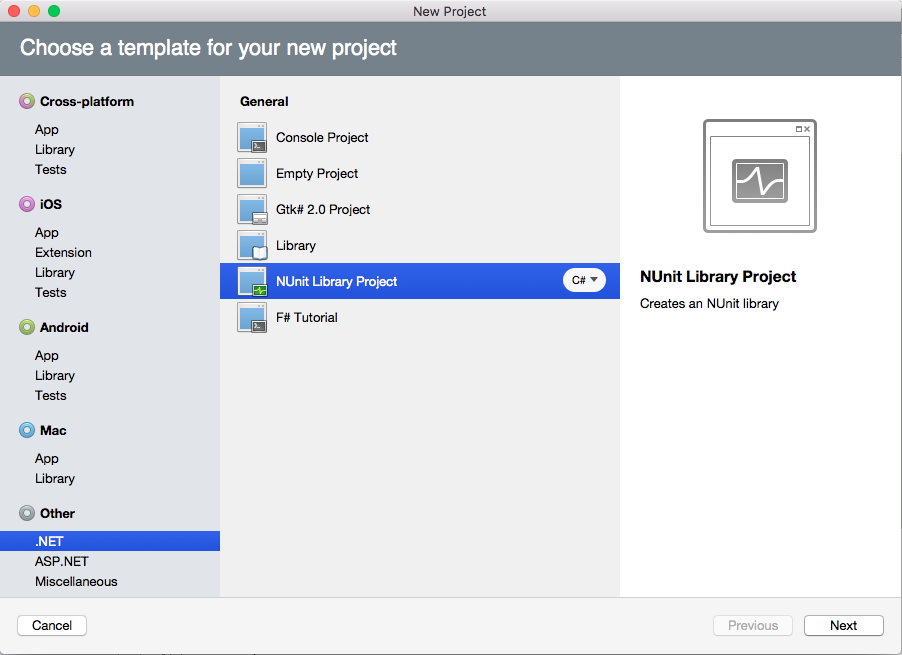 New Project
Choose a template for your new project
Cross-platform
App
Library
Tests
iOS
App
Extension
Library
Tests
Android
App
Library
Tests
Mac
App
Library
Other
.NET
ASP.NET
Miscellaneous
General
Console Project
Empty Project
Gtk# 2.0 Project
Library
NUnit Library Project C#
F# Tutorial
NUnit Library Project
Creates an NUnit library
Cancel
Previous
Next